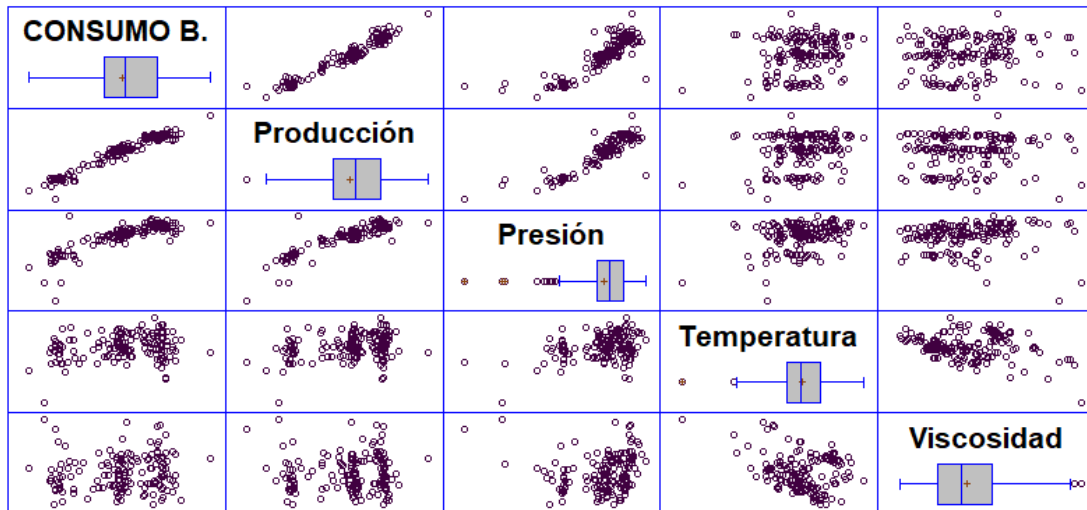 CONSUMO B.
Producción
Presión
Temperatura
Viscosidad